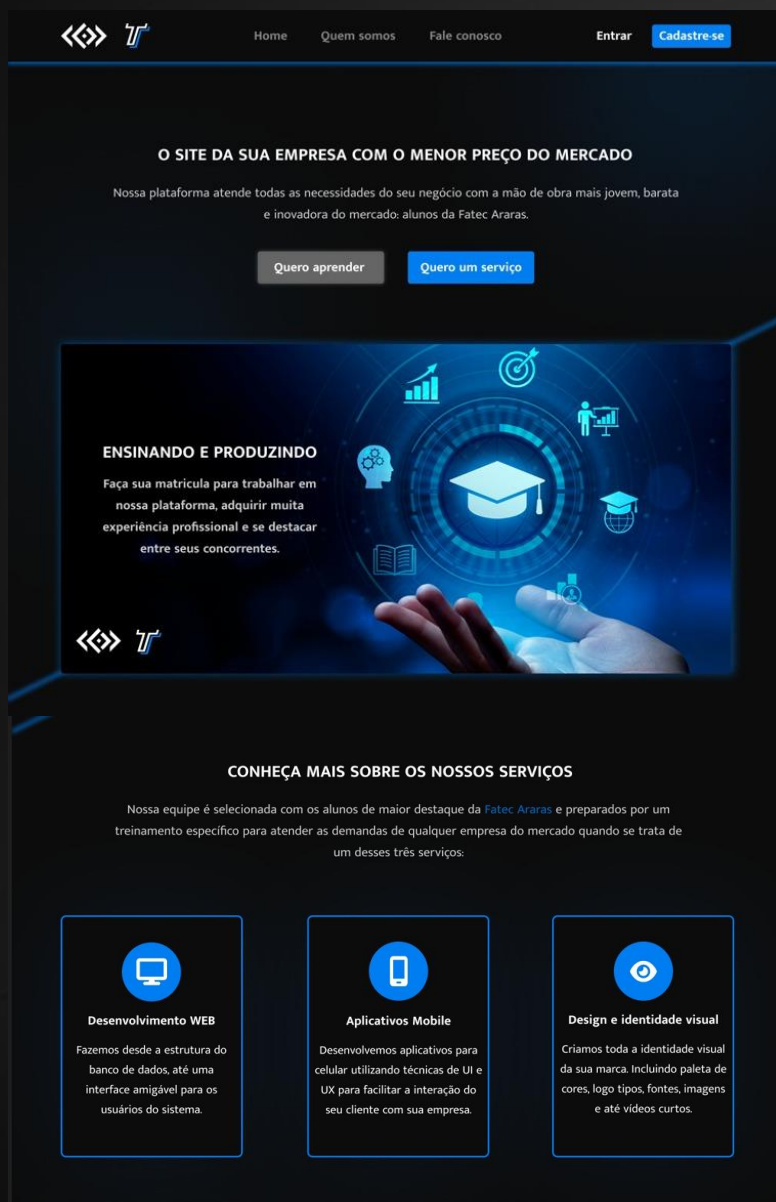 Home Quem somos Fale conosco Entrar Cadastre-se
O SITE DA SUA EMPRESA COM O MENOR PREÇO DO MERCADO
Nossa plataforma atende todas as necessidades do seu negócio com a mão de obra mais jovem, barata
e inovadora do mercado: alunos da Fatec Araras.
Quero aprender Quero um serviço
ENSINANDO E PRODUZINDO
Faça sua matricula para trabalhar em
nossa plataforma, adquirir muita
experiência profissional e se destacar
entre seus concorrentes.
CONHEÇA MAIS SOBRE OS NOSSOS SERVIÇOS
Nossa equipe é selecionada com os alunos de maior destaque da Fatec Araras e preparados por um
treinamento específico para atender as demandas de qualquer empresa do mercado quando se trata de
um desses três serviços:
Desenvolvimento WEB
Fazemos desde a estrutura do
banco de dados, até uma
interface amigável para os
usuários do sistema.
Aplicativos Mobile
Desenvolvemos aplicativos para
celular utilizando técnicas de UI e
UX para facilitar a interação do
seu cliente com sua empresa.
Design e identidade visual
Criamos toda a identidade visual
da sua marca. Incluindo paleta de
cores, logo tipos, fontes, imagens
e até vídeos curtos.